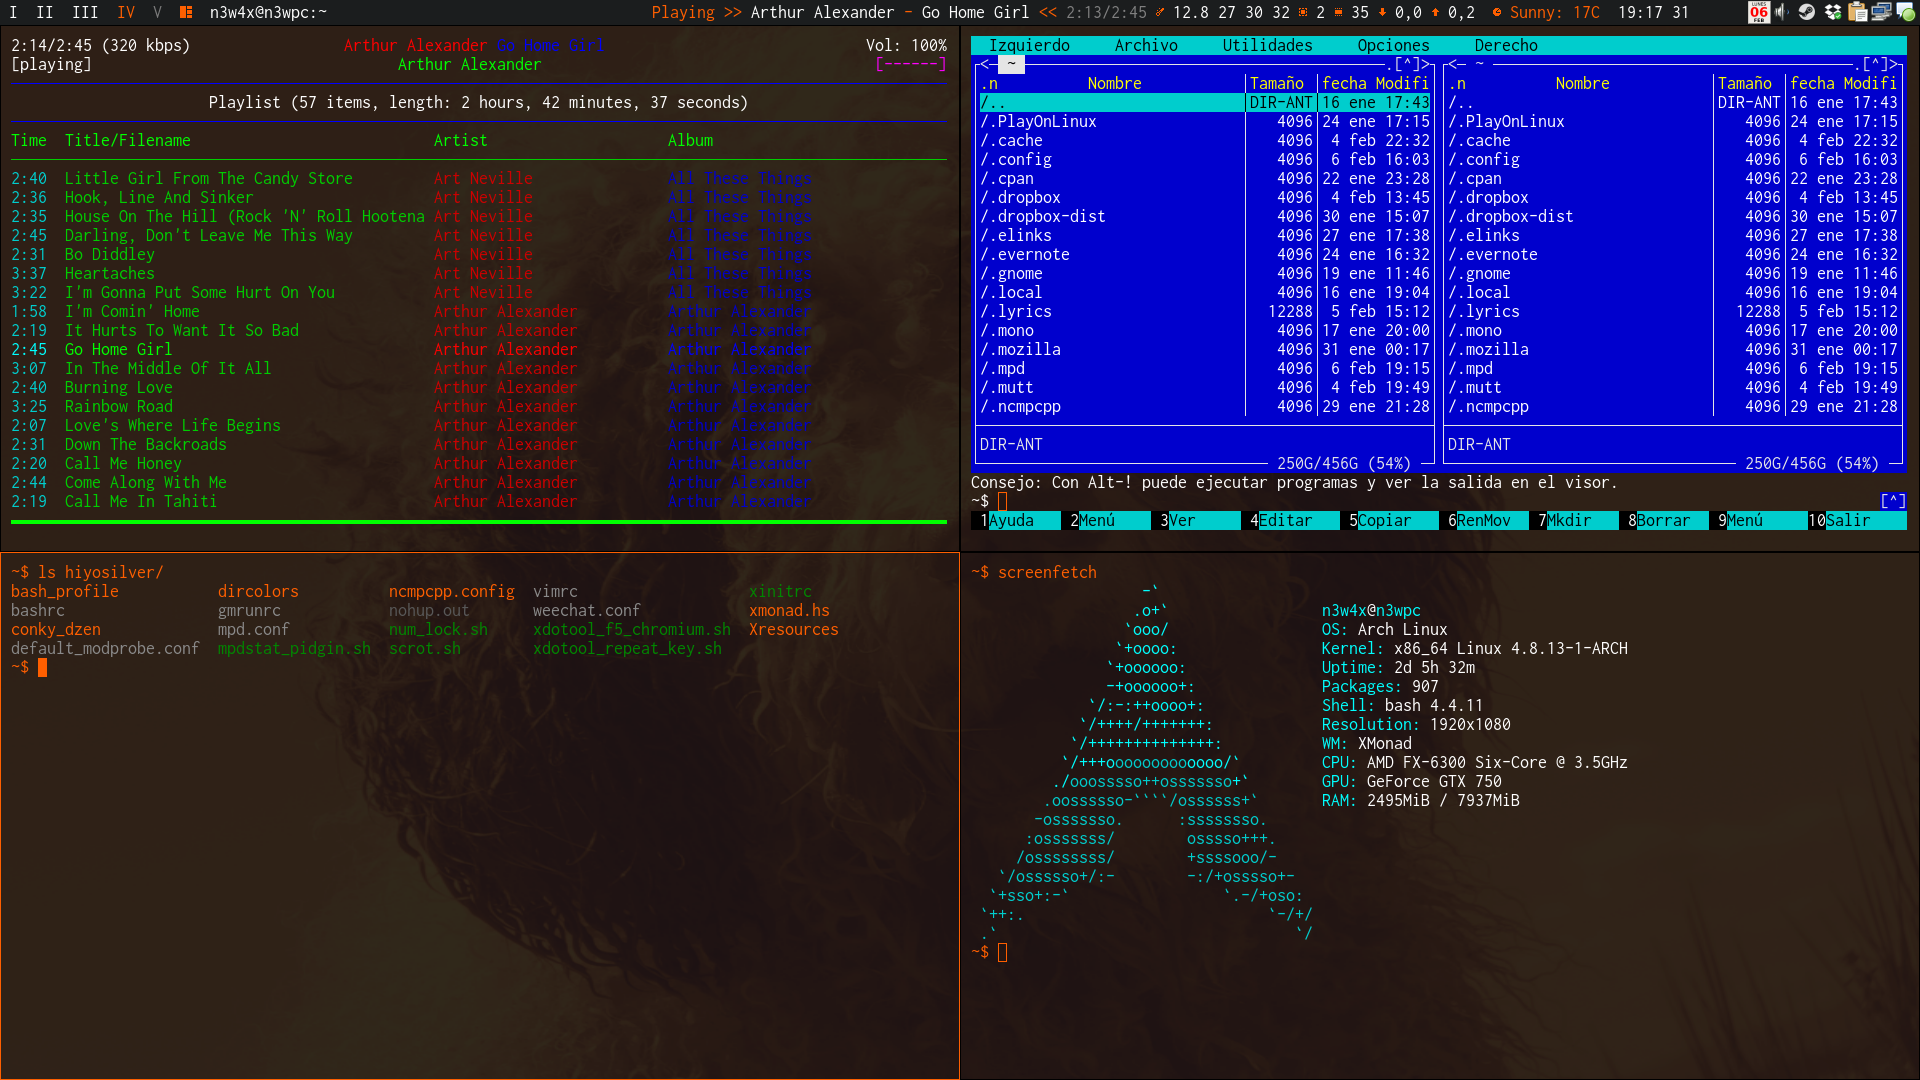 I II III IV V n3w4x@n3wpc:~ Playing >> Arthur Alexander - Go Home Girl << 2:13/2:45 12.8 27 30 32 2 35 0,0 0,2 Sunny: 17C 19:17 31 LUNES 06 FEB
2:14/2:45 (320 kbps) Arthur Alexander Go Home Girl Vol: 100%
[playing] Arthur Alexander [------]
Playlist (57 items, length: 2 hours, 42 minutes, 37 seconds)
Time Title/Filename Artist Album
2:40 Little Girl From The Candy Store Art Neville All These Things
2:36 Hook, Line And Sinker Art Neville All These Things
2:35 House On The Hill (Rock 'N' Roll Hootena Art Neville All These Things
2:45 Darling, Don't Leave Me This Way Art Neville All These Things
2:31 Bo Diddley Art Neville All These Things
3:37 Heartaches Art Neville All These Things
3:22 I'm Gonna Put Some Hurt On You Art Neville All These Things
1:58 I'm Comin' Home Arthur Alexander Arthur Alexander
2:19 It Hurts To Want It So Bad Arthur Alexander Arthur Alexander
2:45 Go Home Girl Arthur Alexander Arthur Alexander
3:07 In The Middle Of It All Arthur Alexander Arthur Alexander
2:40 Burning Love Arthur Alexander Arthur Alexander
3:25 Rainbow Road Arthur Alexander Arthur Alexander
2:07 Love's Where Life Begins Arthur Alexander Arthur Alexander
2:31 Down The Backroads Arthur Alexander Arthur Alexander
2:20 Call Me Honey Arthur Alexander Arthur Alexander
2:44 Come Along With Me Arthur Alexander Arthur Alexander
2:19 Call Me In Tahiti Arthur Alexander Arthur Alexander
Izquierdo Archivo Utilidades Opciones Derecho
<- ~ .[^]> <- ~ .[^]>
.n Nombre Tamaño fecha Modifi .n Nombre Tamaño fecha Modifi
/.. DIR-ANT 16 ene 17:43 /.. DIR-ANT 16 ene 17:43
/.PlayOnLinux 4096 24 ene 17:15 /.PlayOnLinux 4096 24 ene 17:15
/.cache 4096 4 feb 22:32 /.cache 4096 4 feb 22:32
/.config 4096 6 feb 16:03 /.config 4096 6 feb 16:03
/.cpan 4096 22 ene 23:28 /.cpan 4096 22 ene 23:28
/.dropbox 4096 4 feb 13:45 /.dropbox 4096 4 feb 13:45
/.dropbox-dist 4096 30 ene 15:07 /.dropbox-dist 4096 30 ene 15:07
/.elinks 4096 27 ene 17:38 /.elinks 4096 27 ene 17:38
/.evernote 4096 24 ene 16:32 /.evernote 4096 24 ene 16:32
/.gnome 4096 19 ene 11:46 /.gnome 4096 19 ene 11:46
/.local 4096 16 ene 19:04 /.local 4096 16 ene 19:04
/.lyrics 12288 5 feb 15:12 /.lyrics 12288 5 feb 15:12
/.mono 4096 17 ene 20:00 /.mono 4096 17 ene 20:00
/.mozilla 4096 31 ene 00:17 /.mozilla 4096 31 ene 00:17
/.mpd 4096 6 feb 19:15 /.mpd 4096 6 feb 19:15
/.mutt 4096 4 feb 19:49 /.mutt 4096 4 feb 19:49
/.ncmpcpp 4096 29 ene 21:28 /.ncmpcpp 4096 29 ene 21:28
DIR-ANT DIR-ANT
250G/456G (54%) 250G/456G (54%)
Consejo: Con Alt-! puede ejecutar programas y ver la salida en el visor.
~$ [^]
1Ayuda 2Menú 3Ver 4Editar 5Copiar 6RenMov 7Mkdir 8Borrar 9Menú 10Salir
~$ ls hiyosilver/
bash_profile dircolors ncmpcpp.config vimrc xinitrc
bashrc gmrunrc nohup.out weechat.conf xmonad.hs
conky_dzen mpd.conf num_lock.sh xdotool_f5_chromium.sh Xresources
default_modprobe.conf mpdstat_pidgin.sh scrot.sh xdotool_repeat_key.sh
~$
~$ screenfetch
-`
.o+` n3w4x@n3wpc
`ooo/ OS: Arch Linux
`+oooo: Kernel: x86_64 Linux 4.8.13-1-ARCH
`+oooooo: Uptime: 2d 5h 32m
-+oooooo+: Packages: 907
`/:-:++oooo+: Shell: bash 4.4.11
`/++++/+++++++: Resolution: 1920x1080
`/++++++++++++++: WM: XMonad
`/+++ooooooooooooo/` CPU: AMD FX-6300 Six-Core @ 3.5GHz
./ooosssso++osssssso+` GPU: GeForce GTX 750
.oossssso-````/ossssss+` RAM: 2495MiB / 7937MiB
-osssssso. :ssssssso.
:osssssss/ osssso+++.
/ossssssss/ +ssssooo/-
`/ossssso+/:- -:/+osssso+-
`+sso+:-` `.-/+oso:
`++:. `-/+/
.` `/
~$